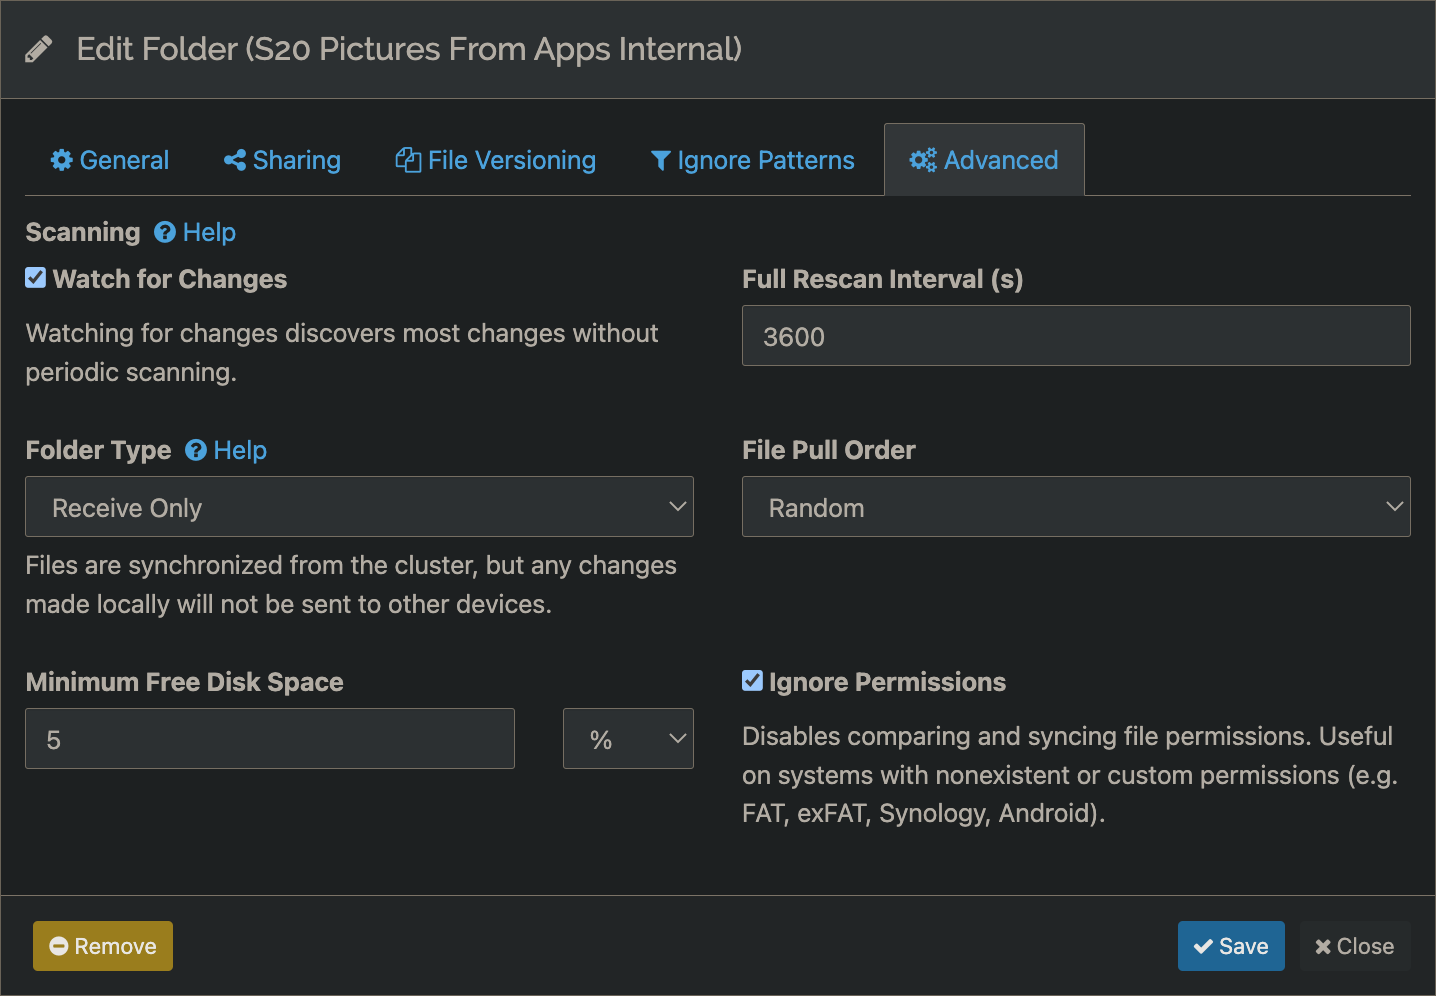 Edit Folder (S20 Pictures From Apps Internal)
General
Sharing
File Versioning
Ignore Patterns
Advanced
Scanning Help
Watch for Changes
Watching for changes discovers most changes without
periodic scanning.
Full Rescan Interval (s)
3600
Folder Type Help
Receive Only
Files are synchronized from the cluster, but any changes
made locally will not be sent to other devices.
File Pull Order
Random
Minimum Free Disk Space
5
%
Ignore Permissions
Disables comparing and syncing file permissions. Useful
on systems with nonexistent or custom permissions (e.g.
FAT, exFAT, Synology, Android).
Remove
Save
Close